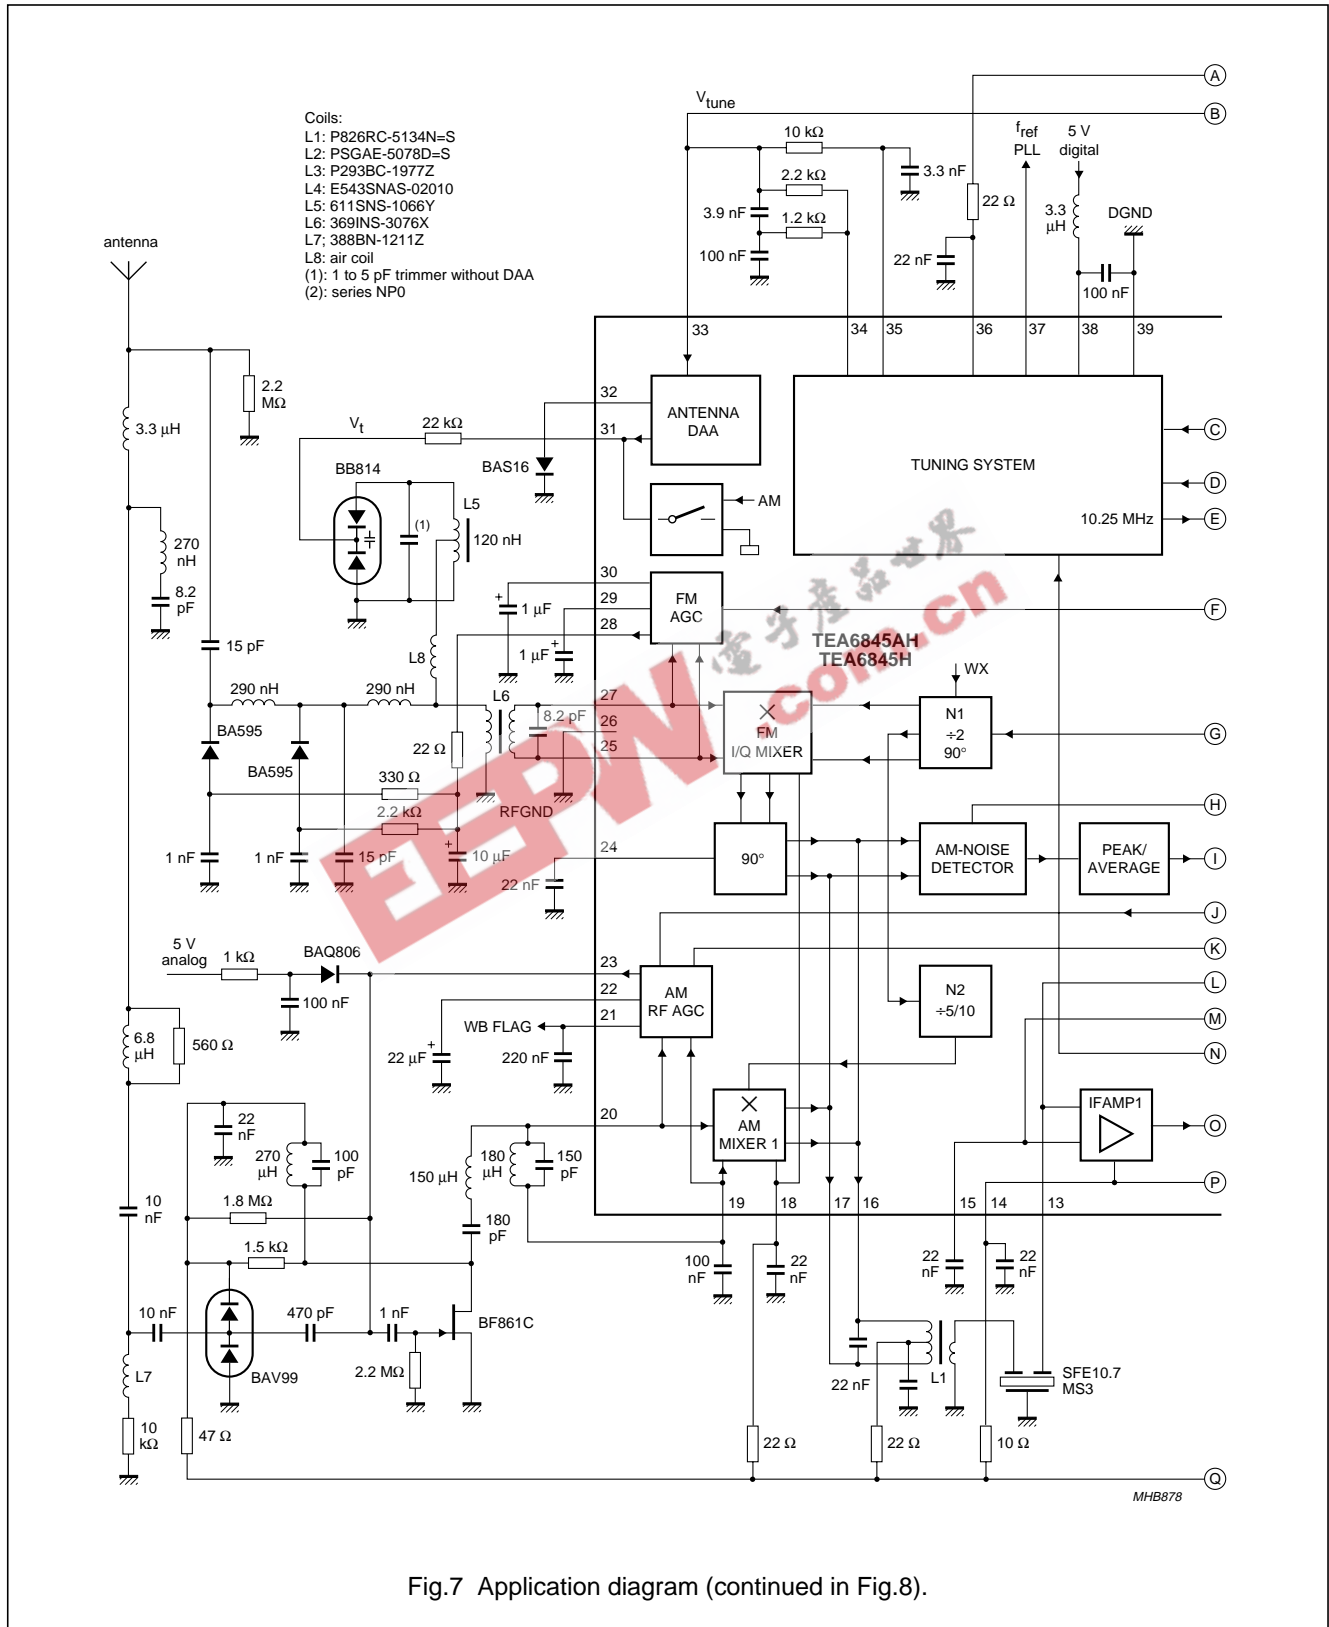 A
V_tune
B
Coils:
L1: P826RC-5134N=S
L2: PSGAE-5078D=S
L3: P293BC-1977Z
L4: E543SNAS-02010
L5: 611SNS-1066Y
L6: 369INS-3076X
L7; 388BN-1211Z
L8: air coil
(1): 1 to 5 pF trimmer without DAA
(2): series NP0
10 kΩ
f_ref
PLL
5 V
digital
3.3 nF
2.2 kΩ
3.9 nF
1.2 kΩ
22 Ω
3.3
μH
DGND
100 nF
22 nF
100 nF
antenna
33
34
35
36
37
38
39
2.2
MΩ
3.3 μH
V_t
22 kΩ
32
31
ANTENNA
DAA
C
BB814
BAS16
TUNING SYSTEM
L5
(1)
120 nH
AM
D
10.25 MHz
E
270
nH
8.2
pF
30
29
28
1 μF
1 μF
FM
AGC
F
電子產品世界
TEA6845AH
TEA6845H
15 pF
L8
WX
290 nH
290 nH
L6
8.2 pF
27
26
25
FM
I/Q MIXER
N1
÷2
90°
G
BA595
BA595
22 Ω
330 Ω
2.2 kΩ
RFGND
EEPW
.com.cn
H
1 nF
1 nF
15 pF
10 μF
22 nF
24
90°
AM-NOISE
DETECTOR
PEAK/
AVERAGE
I
J
5 V
analog
1 kΩ
BAQ806
100 nF
23
22
21
AM
RF AGC
K
N2
÷5/10
L
M
N
WB FLAG
22 μF
220 nF
6.8
μH
560 Ω
22
nF
270
μH
100
pF
20
AM
MIXER 1
IFAMP1
O
150 μH
180
μH
150
pF
P
10
nF
1.8 MΩ
180
pF
19
18
17
16
15
14
13
1.5 kΩ
100
nF
22
nF
22
nF
22
nF
10 nF
470 pF
1 nF
BF861C
L7
BAV99
2.2 MΩ
22 nF
L1
SFE10.7
MS3
10
kΩ
47 Ω
22 Ω
22 Ω
10 Ω
Q
MHB878
Fig.7 Application diagram (continued in Fig.8).